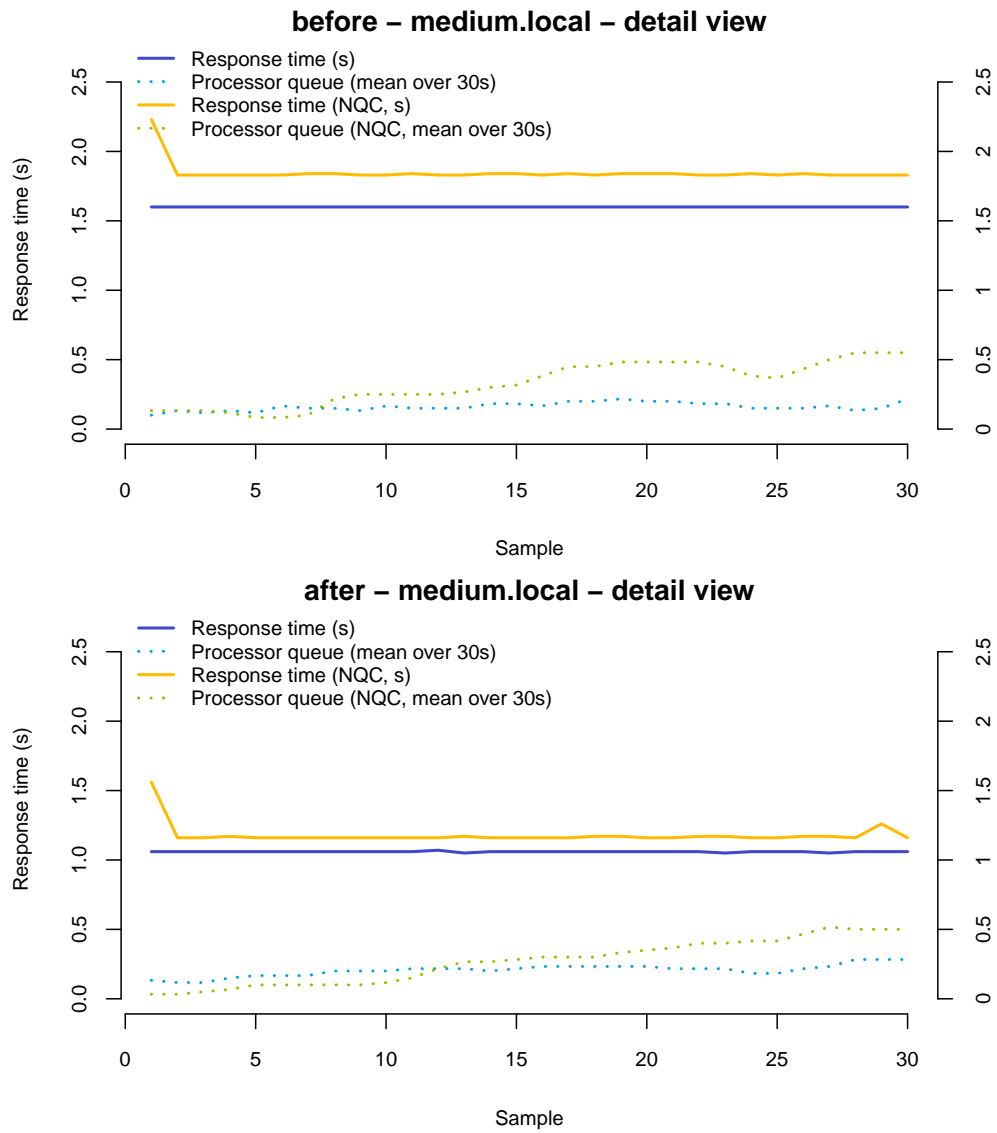 before – medium.local – detail view
Response time (s)
Processor queue (mean over 30s)
Response time (NQC, s)
Processor queue (NQC, mean over 30s)
Response time (s)
0.0 0.5 1.0 1.5 2.0 2.5
0 0.5 1 1.5 2 2.5
0 5 10 15 20 25 30
Sample
after – medium.local – detail view
Response time (s)
Processor queue (mean over 30s)
Response time (NQC, s)
Processor queue (NQC, mean over 30s)
Response time (s)
0.0 0.5 1.0 1.5 2.0 2.5
0 0.5 1 1.5 2 2.5
0 5 10 15 20 25 30
Sample